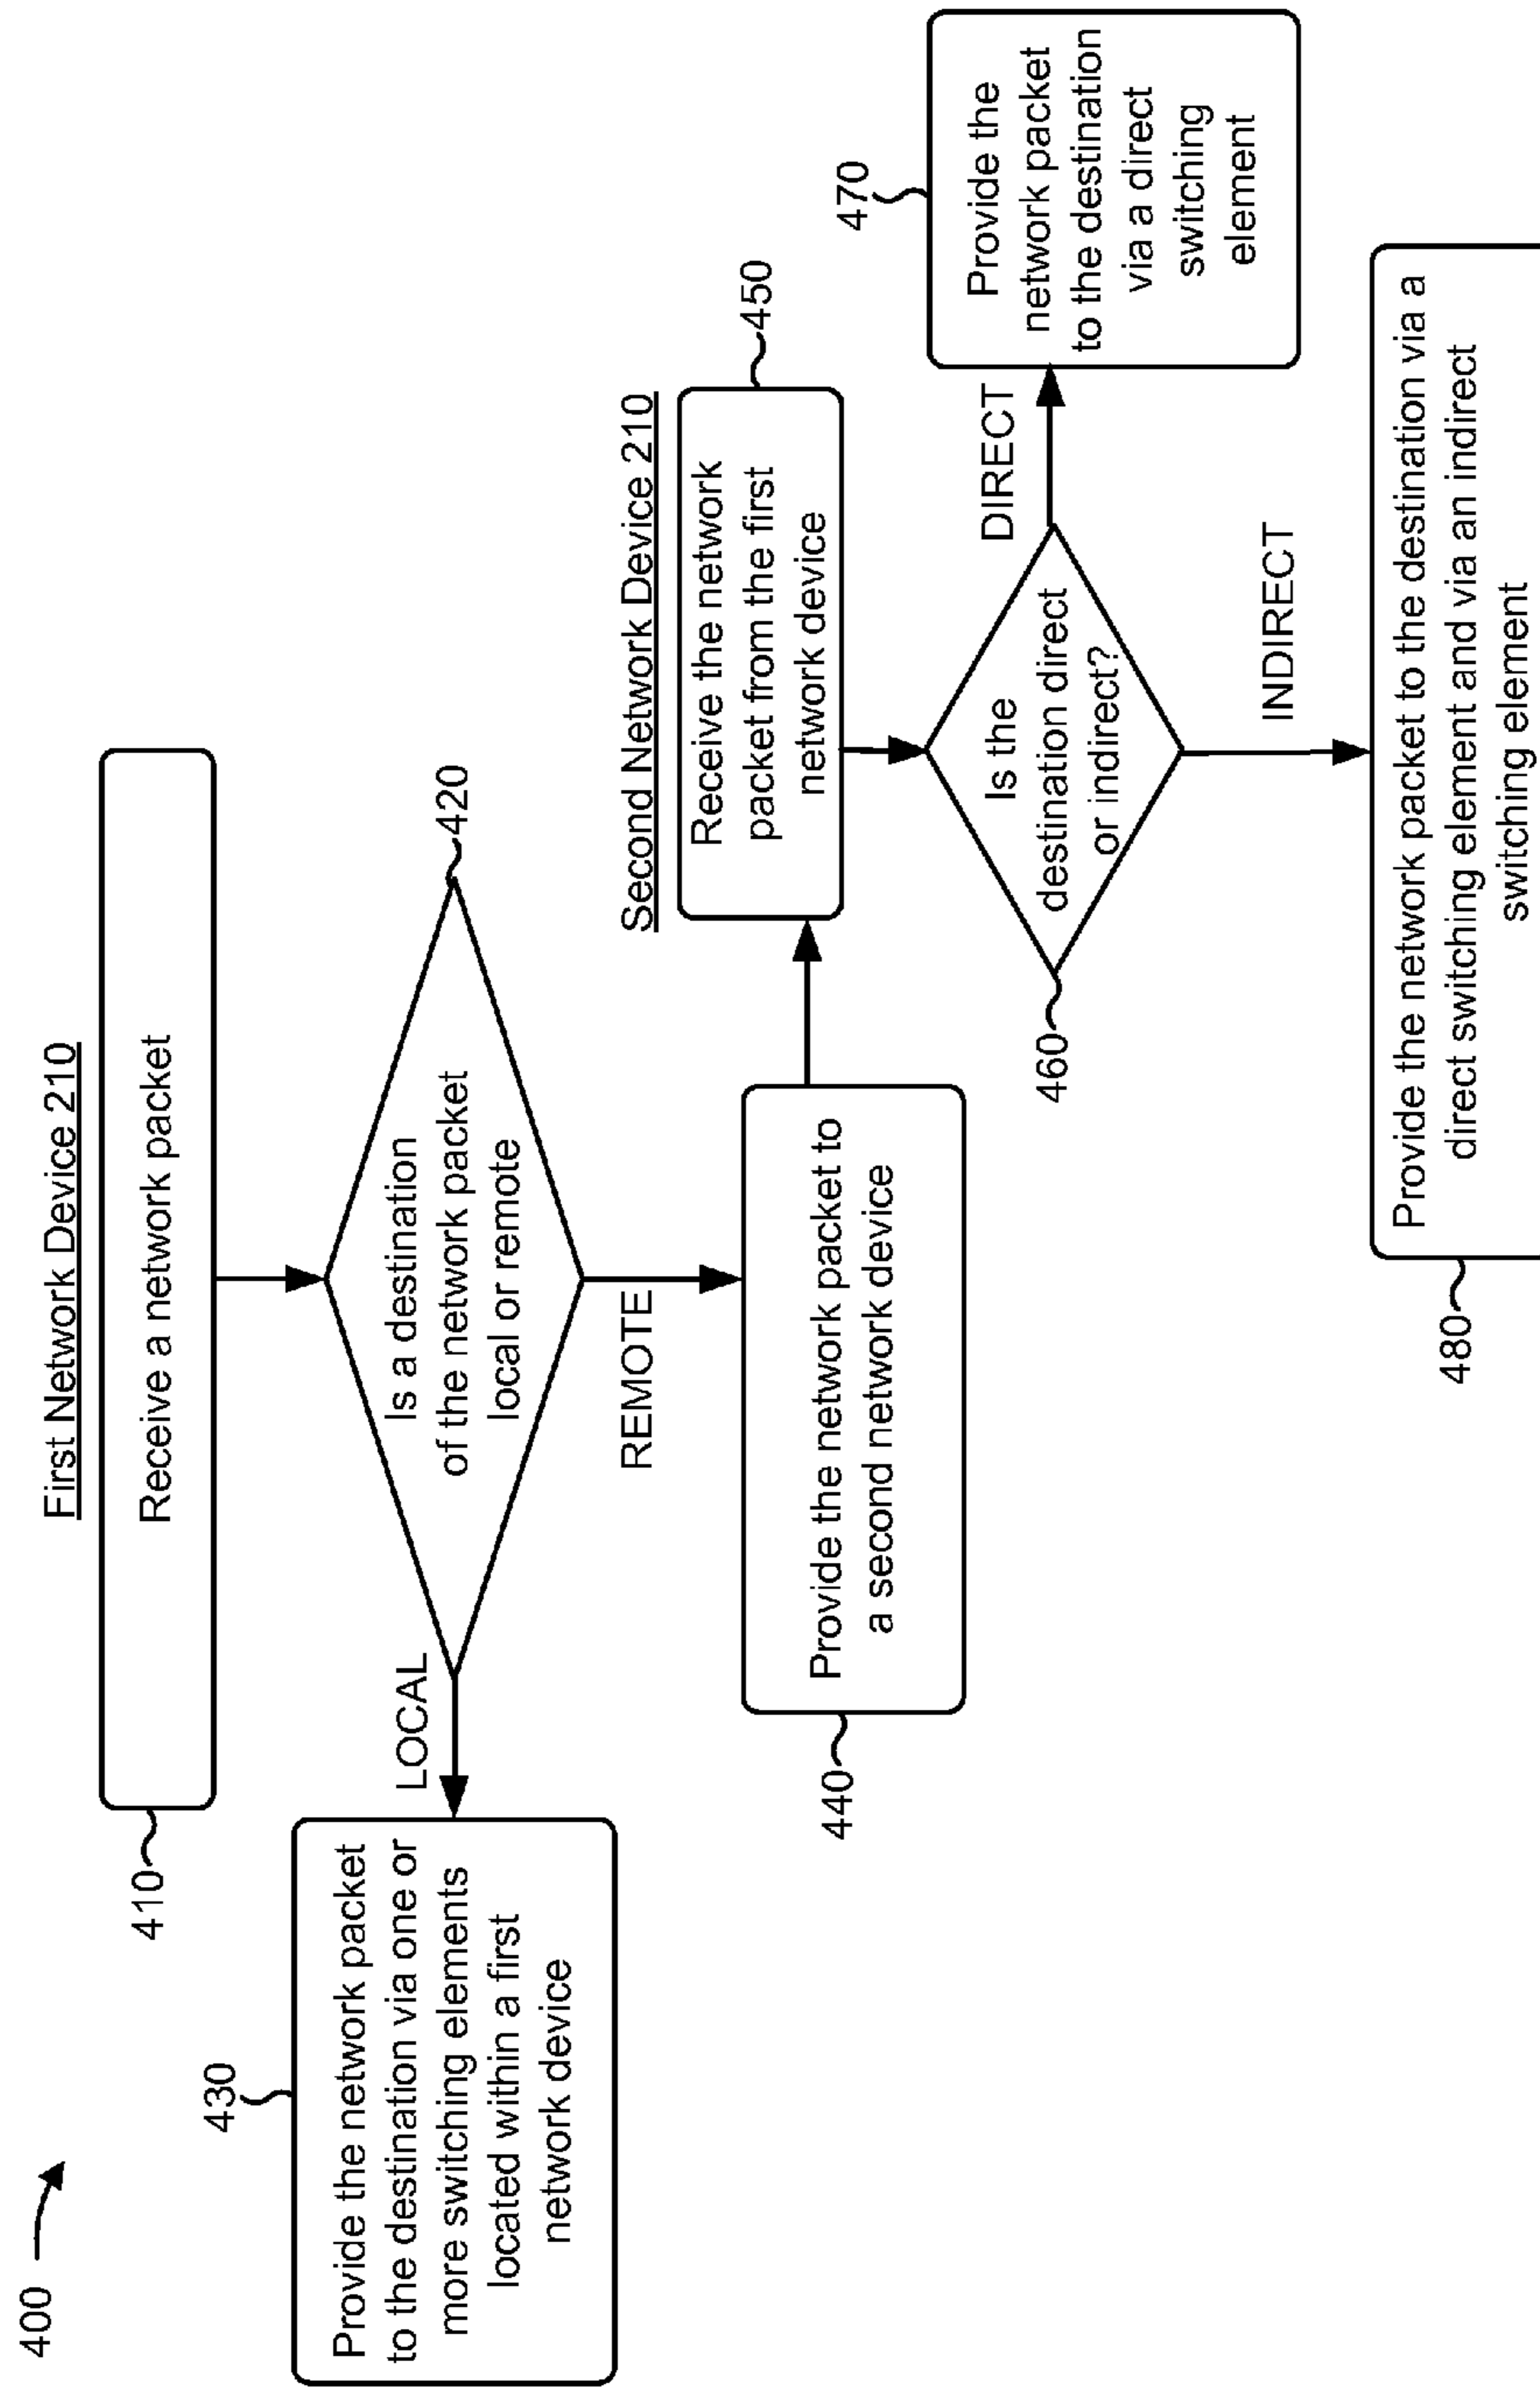 400
First Network Device 210
410
Receive a network packet
420
Is a destination
of the network packet
local or remote
LOCAL
REMOTE
430
Provide the network packet
to the destination via one or
more switching elements
located within a first
network device
440
Provide the network packet to
a second network device
Second Network Device 210
450
Receive the network
packet from the first
network device
460
Is the
destination direct
or indirect?
DIRECT
INDIRECT
470
Provide the
network packet
to the destination
via a direct
switching
element
480
Provide the network packet to the destination via a
direct switching element and via an indirect
switching element